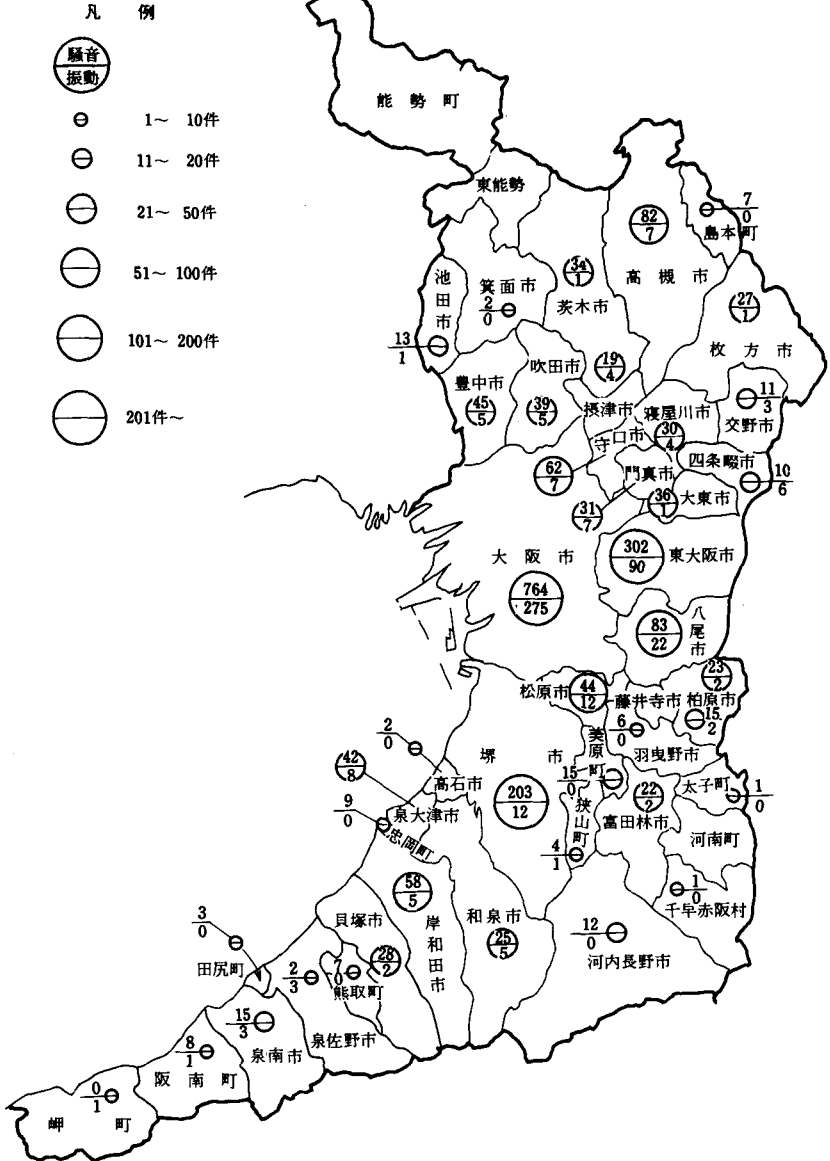 凡 例
騒音
振動
1～ 10件
11～ 20件
21～ 50件
51～ 100件
101～ 200件
201件～
能勢町
東能勢
82
7
高槻市
7
0
島本町
池田市
13
1
箕面市
2
0
34
1
茨木市
27
1
枚方市
豊中市
45
5
吹田市
39
5
19
4
摂津市
守口市
62
7
寝屋川市
30
4
11
3
交野市
門真市
31
7
四条畷市
10
6
36
1
大東市
大阪市
764
275
302
90
東大阪市
83
22
八尾市
松原市
44
12
藤井寺市
6
0
23
2
柏原市
15
2
羽曳野市
美原町
15
0
堺市
203
12
2
0
高石市
42
8
泉大津市
9
0
忠岡町
狭山町
4
1
22
2
富田林市
太子町
1
0
河南町
1
0
千早赤阪村
12
0
河内長野市
58
5
岸和田市
和泉市
25
5
貝塚市
28
2
3
0
田尻町
2
3
泉佐野市
7
0
熊取町
15
3
泉南市
8
1
阪南町
0
1
岬町